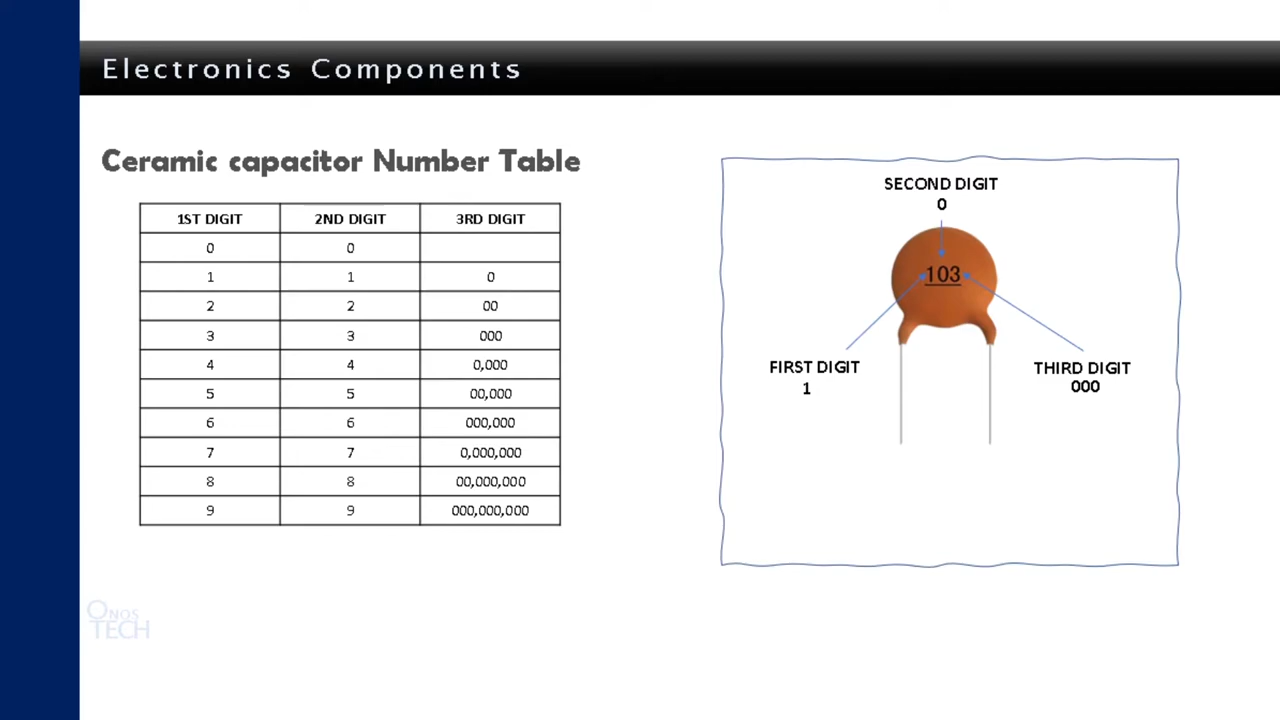 Electronics Components
Ceramic capacitor Number Table
1ST DIGIT 2ND DIGIT 3RD DIGIT
0 0
1 1 0
2 2 00
3 3 000
4 4 0,000
5 5 00,000
6 6 000,000
7 7 0,000,000
8 8 00,000,000
9 9 000,000,000
SECOND DIGIT
0
103
FIRST DIGIT
1
THIRD DIGIT
000
ONOS
TECH